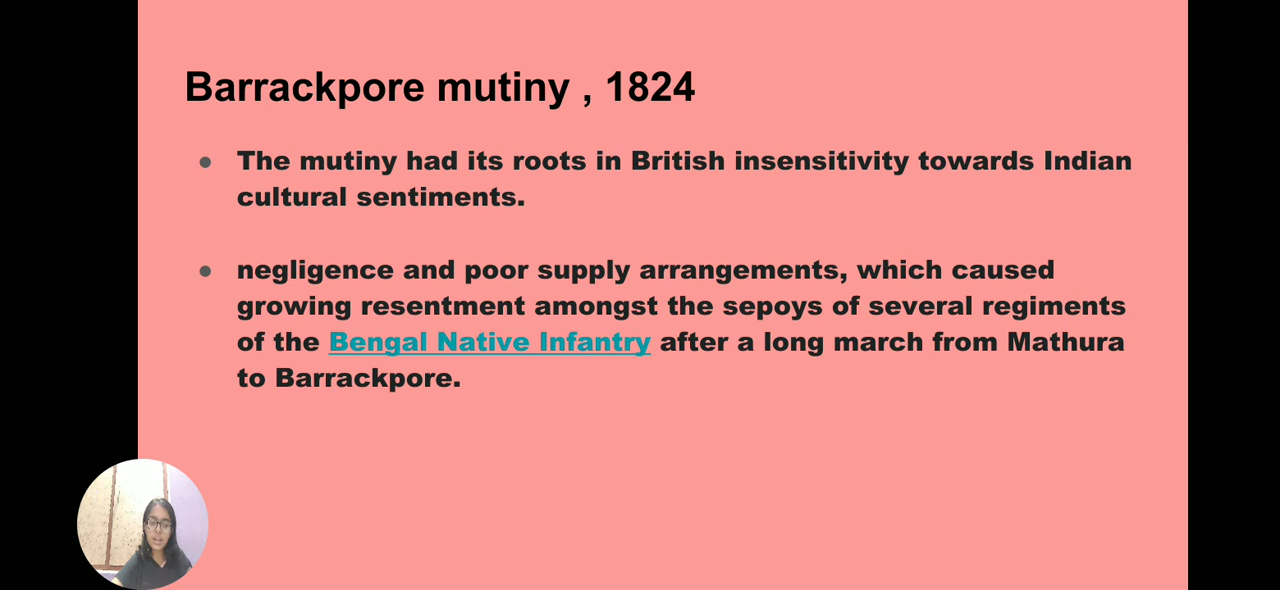 Barrackpore mutiny , 1824
● The mutiny had its roots in British insensitivity towards Indian
cultural sentiments.
● negligence and poor supply arrangements, which caused
growing resentment amongst the sepoys of several regiments
of the Bengal Native Infantry after a long march from Mathura
to Barrackpore.